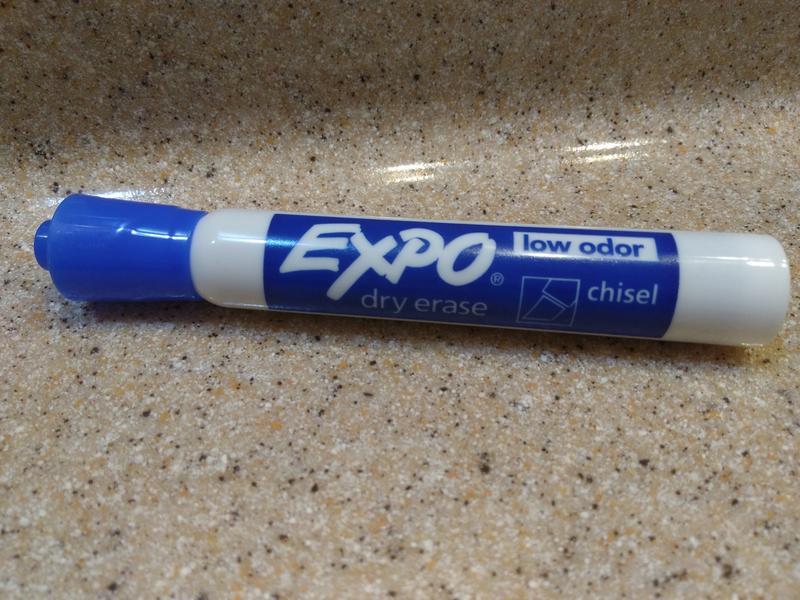 EXPO®
dry erase
low odor
chisel